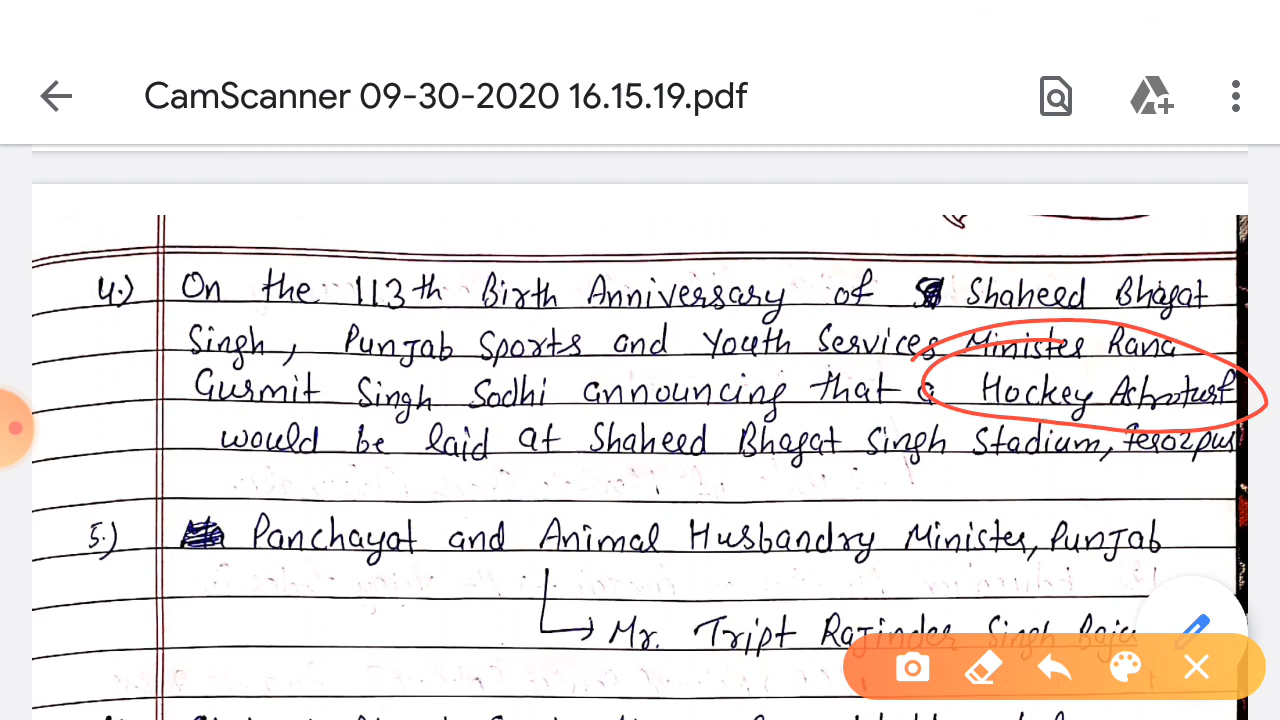 CamScanner 09-30-2020 16.15.19.pdf
4.) On the 113th Birth Anniversary of Shaheed Bhagat
Singh, Punjab Sports and Youth Services Minister Rana
Gurmit Singh Sodhi announcing that a Hockey Astroturf
would be laid at Shaheed Bhagat Singh Stadium, Ferozpur
5.) Panchayat and Animal Husbandry Minister, Punjab
→ Mr. Tript Rajinder Singh Bajwa